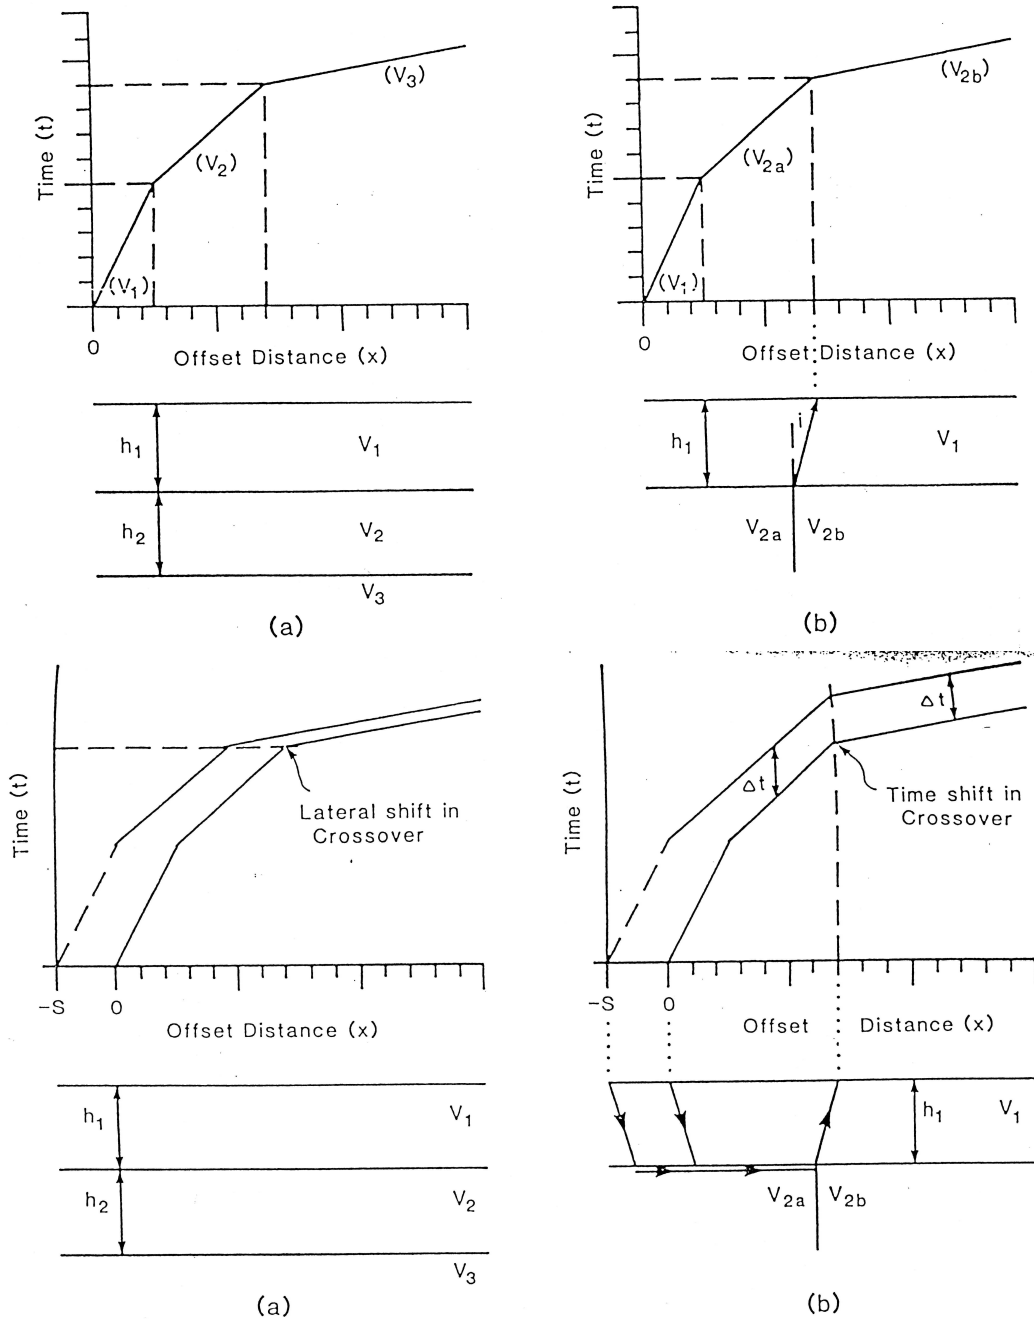 Time (t)
(V3)
(V2)
(V1)
0
Offset Distance (x)
h1
V1
h2
V2
V3
(a)
Time (t)
(V2b)
(V2a)
(V1)
0
Offset Distance (x)
i
h1
V1
V2a
V2b
(b)
Time (t)
Lateral shift in
Crossover
-S
0
Offset Distance (x)
h1
V1
h2
V2
V3
(a)
Time (t)
Δt
Δt
Time shift in
Crossover
-S
0
Offset Distance (x)
h1
V1
V2a
V2b
(b)